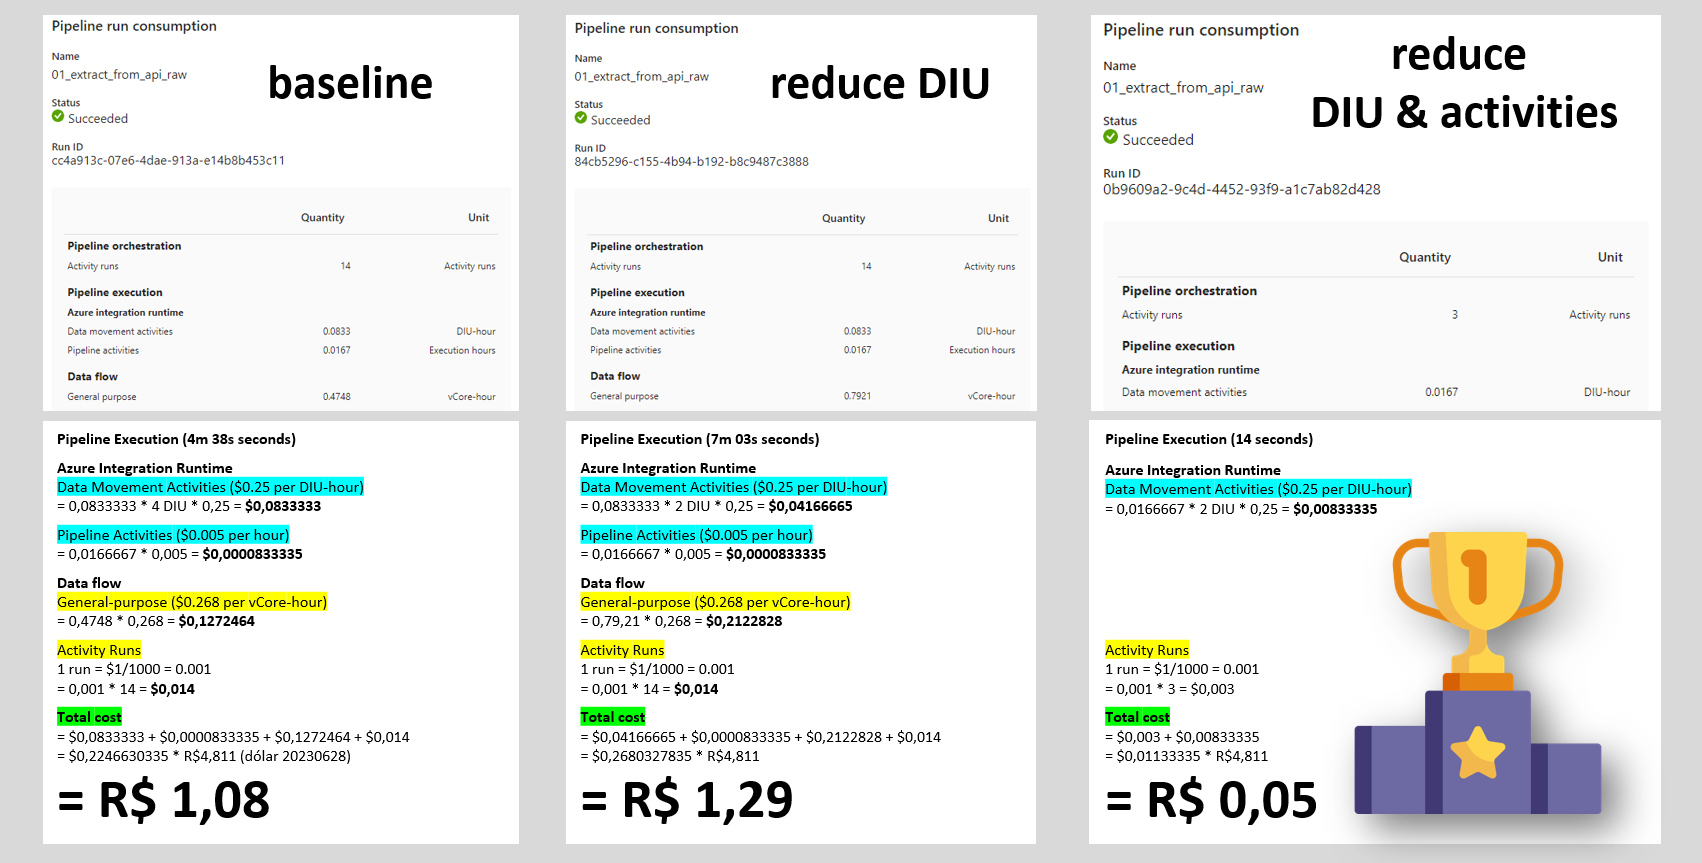 Pipeline run consumption
Name
01_extract_from_api_raw
baseline
Status
Succeeded
Run ID
cc4a913c-07e6-4dae-913a-e14b8b453c11
Quantity Unit
Pipeline orchestration
Activity runs 14 Activity runs
Pipeline execution
Azure integration runtime
Data movement activities 0.0833 DIU-hour
Pipeline activities 0.0167 Execution hours
Data flow
General purpose 0.4748 vCore-hour
Pipeline Execution (4m 38s seconds)
Azure Integration Runtime
Data Movement Activities ($0.25 per DIU-hour)
= 0,0833333 * 4 DIU * 0,25 = $0,0833333
Pipeline Activities ($0.005 per hour)
= 0,0166667 * 0,005 = $0,0000833335
Data flow
General-purpose ($0.268 per vCore-hour)
= 0,4748 * 0,268 = $0,1272464
Activity Runs
1 run = $1/1000 = 0.001
= 0,001 * 14 = $0,014
Total cost
= $0,0833333 + $0,0000833335 + $0,1272464 + $0,014
= $0,2246630335 * R$4,811 (dólar 20230628)
= R$ 1,08
Pipeline run consumption
Name
01_extract_from_api_raw
reduce DIU
Status
Succeeded
Run ID
84cb5296-c155-4b94-b192-b8c9487c3888
Quantity Unit
Pipeline orchestration
Activity runs 14 Activity runs
Pipeline execution
Azure integration runtime
Data movement activities 0.0833 DIU-hour
Pipeline activities 0.0167 Execution hours
Data flow
General purpose 0.7921 vCore-hour
Pipeline Execution (7m 03s seconds)
Azure Integration Runtime
Data Movement Activities ($0.25 per DIU-hour)
= 0,0833333 * 2 DIU * 0,25 = $0,04166665
Pipeline Activities ($0.005 per hour)
= 0,0166667 * 0,005 = $0,0000833335
Data flow
General-purpose ($0.268 per vCore-hour)
= 0,79,21 * 0,268 = $0,2122828
Activity Runs
1 run = $1/1000 = 0.001
= 0,001 * 14 = $0,014
Total cost
= $0,04166665 + $0,0000833335 + $0,2122828 + $0,014
= $0,2680327835 * R$4,811
= R$ 1,29
Pipeline run consumption
reduce
DIU & activities
Name
01_extract_from_api_raw
Status
Succeeded
Run ID
0b9609a2-9c4d-4452-93f9-a1c7ab82d428
Quantity Unit
Pipeline orchestration
Activity runs 3 Activity runs
Pipeline execution
Azure integration runtime
Data movement activities 0.0167 DIU-hour
Pipeline Execution (14 seconds)
Azure Integration Runtime
Data Movement Activities ($0.25 per DIU-hour)
= 0,0166667 * 2 DIU * 0,25 = $0,00833335
Activity Runs
1 run = $1/1000 = 0.001
= 0,001 * 3 = $0,003
Total cost
= $0,003 + $0,00833335
= $0,01133335 * R$4,811
= R$ 0,05
1